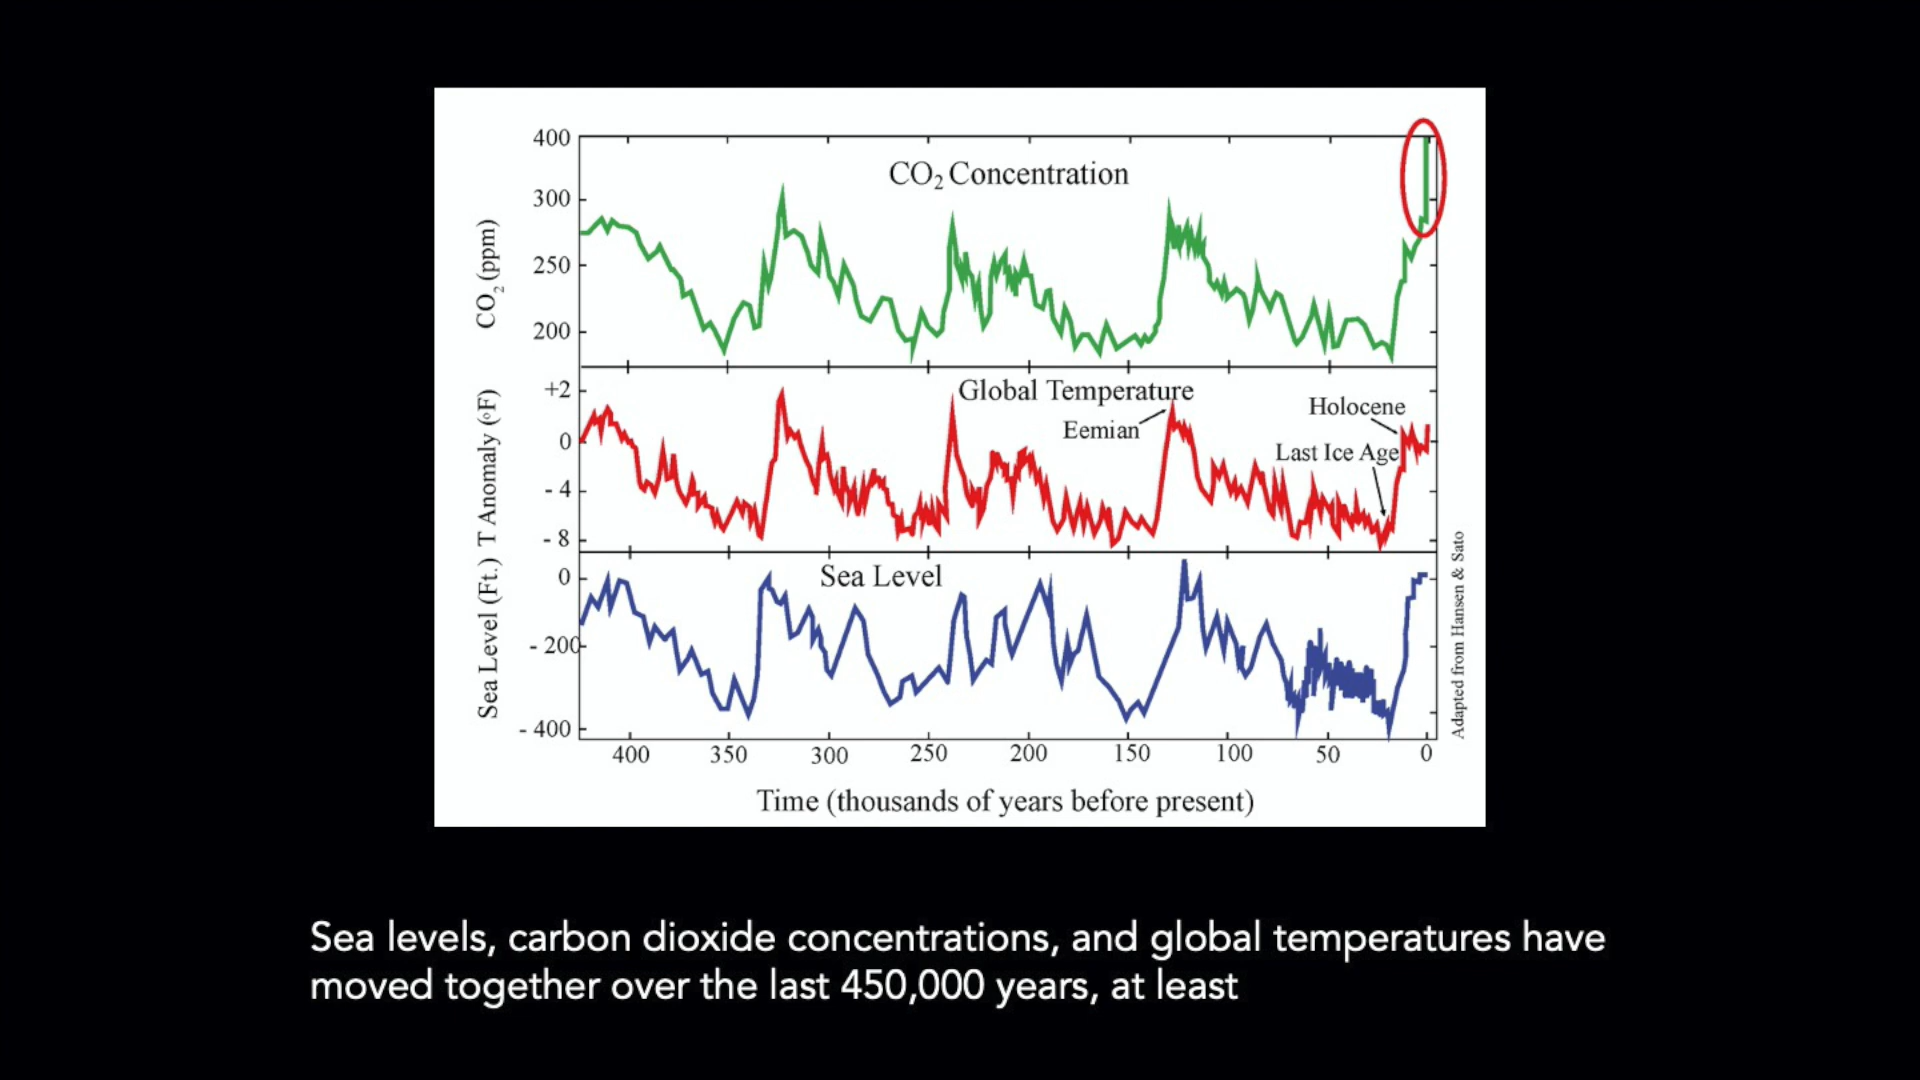 400
CO₂ Concentration
300
250
200
CO₂ (ppm)
+2
Global Temperature
Holocene
Eemian
0
Last Ice Age
- 4
- 8
T Anomaly (ºF)
0
Sea Level
- 200
- 400
Sea Level (Ft.)
Adapted from Hansen & Sato
400 350 300 250 200 150 100 50 0
Time (thousands of years before present)
Sea levels, carbon dioxide concentrations, and global temperatures have
moved together over the last 450,000 years, at least